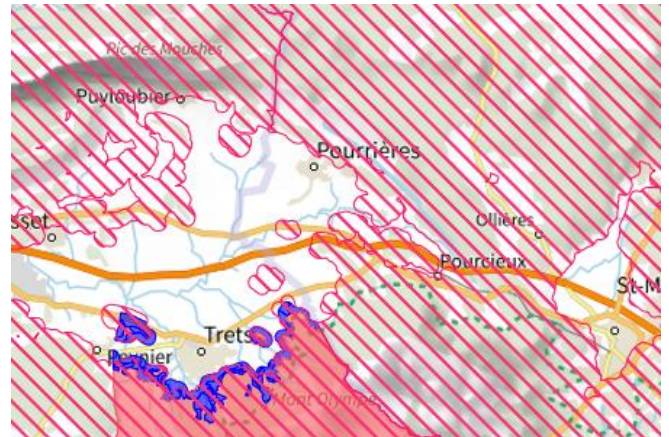 Pic des Mouches
Puyloubier
Pourrières
sset
Ollières
Pourcieux
St-M
Trets
Peynier
Mont Olympe